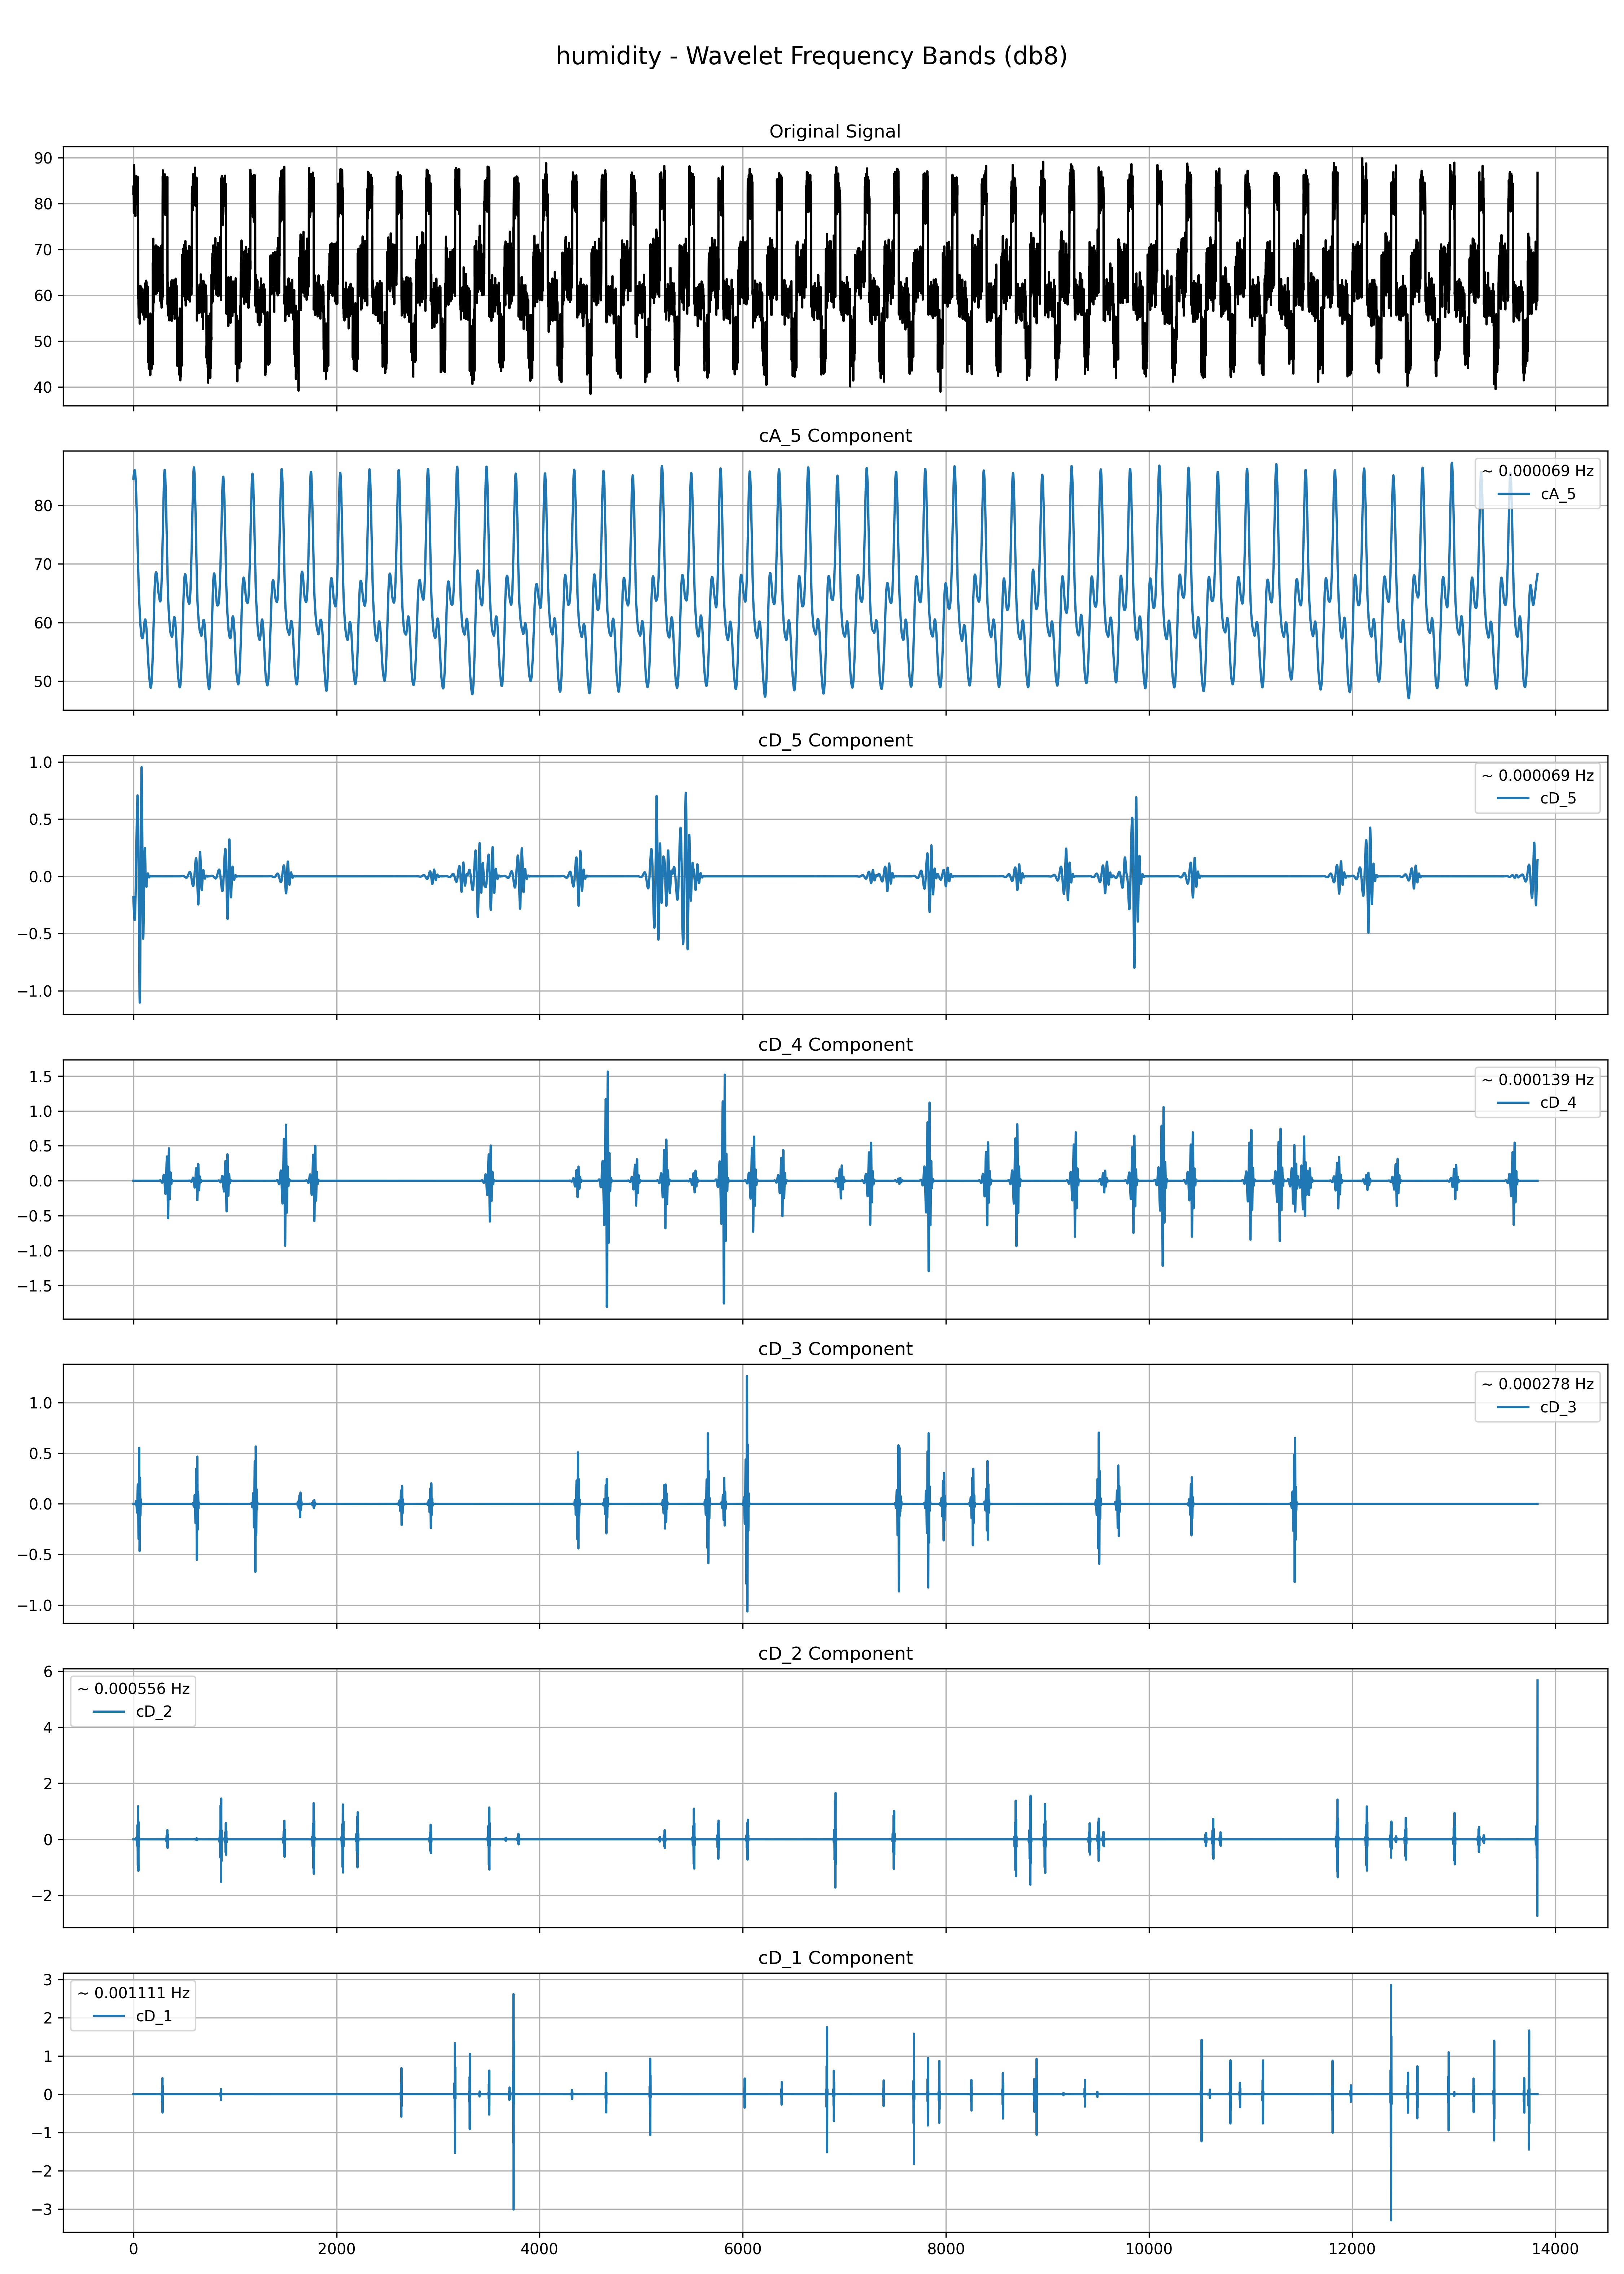 humidity - Wavelet Frequency Bands (db8)
Original Signal
90
80
70
60
50
40
cA_5 Component
~ 0.000069 Hz
cA_5
80
70
60
50
cD_5 Component
~ 0.000069 Hz
cD_5
1.0
0.5
0.0
−0.5
−1.0
cD_4 Component
~ 0.000139 Hz
cD_4
1.5
1.0
0.5
0.0
−0.5
−1.0
−1.5
cD_3 Component
~ 0.000278 Hz
cD_3
1.0
0.5
0.0
−0.5
−1.0
cD_2 Component
~ 0.000556 Hz
cD_2
6
4
2
0
−2
cD_1 Component
~ 0.001111 Hz
cD_1
3
2
1
0
−1
−2
−3
0 2000 4000 6000 8000 10000 12000 14000